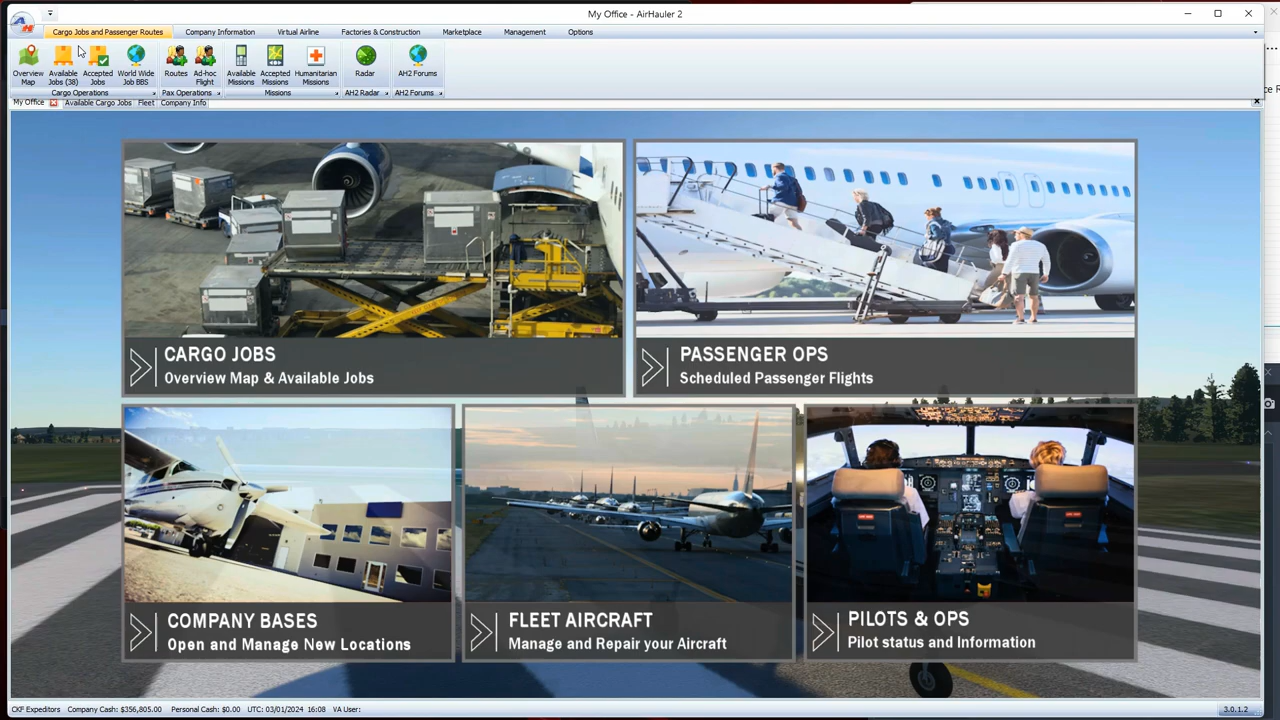 My Office - AirHauler 2
Cargo Jobs and Passenger Routes
Company Information
Virtual Airline
Factories & Construction
Marketplace
Management
Options
Overview Map
Available Jobs (38)
Accepted Jobs
World Wide Job BBS
Routes
Ad-hoc Flight
Available Missions
Accepted Missions
Humanitarian Missions
Radar
AH2 Forums
Cargo Operations
Pax Operations
Missions
AH2 Radar
AH2 Forums
My Office
Available Cargo Jobs
Fleet
Company Info
CARGO JOBS
Overview Map & Available Jobs
PASSENGER OPS
Scheduled Passenger Flights
COMPANY BASES
Open and Manage New Locations
FLEET AIRCRAFT
Manage and Repair your Aircraft
PILOTS & OPS
Pilot status and Information
CKF Expeditors
Company Cash: $356,805.00
Personal Cash: $0.00
UTC: 03/01/2024 16:08
VA User:
3.0.1.2